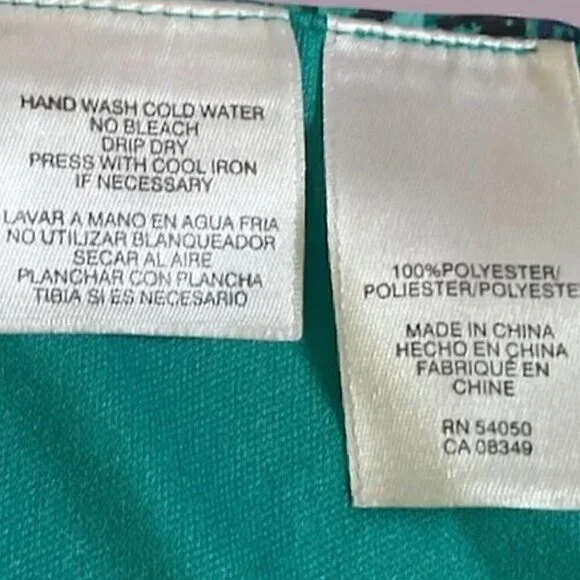 HAND WASH COLD WATER
NO BLEACH
DRIP DRY
PRESS WITH COOL IRON
IF NECESSARY
LAVAR A MANO EN AGUA FRIA
NO UTILIZAR BLANQUEADOR
SECAR AL AIRE
PLANCHAR CON PLANCHA
TIBIA SI ES NECESARIO
100%POLYESTER/
POLIESTER/POLYESTE
MADE IN CHINA
HECHO EN CHINA
FABRIQUÉ EN
CHINE
RN 54050
CA 08349